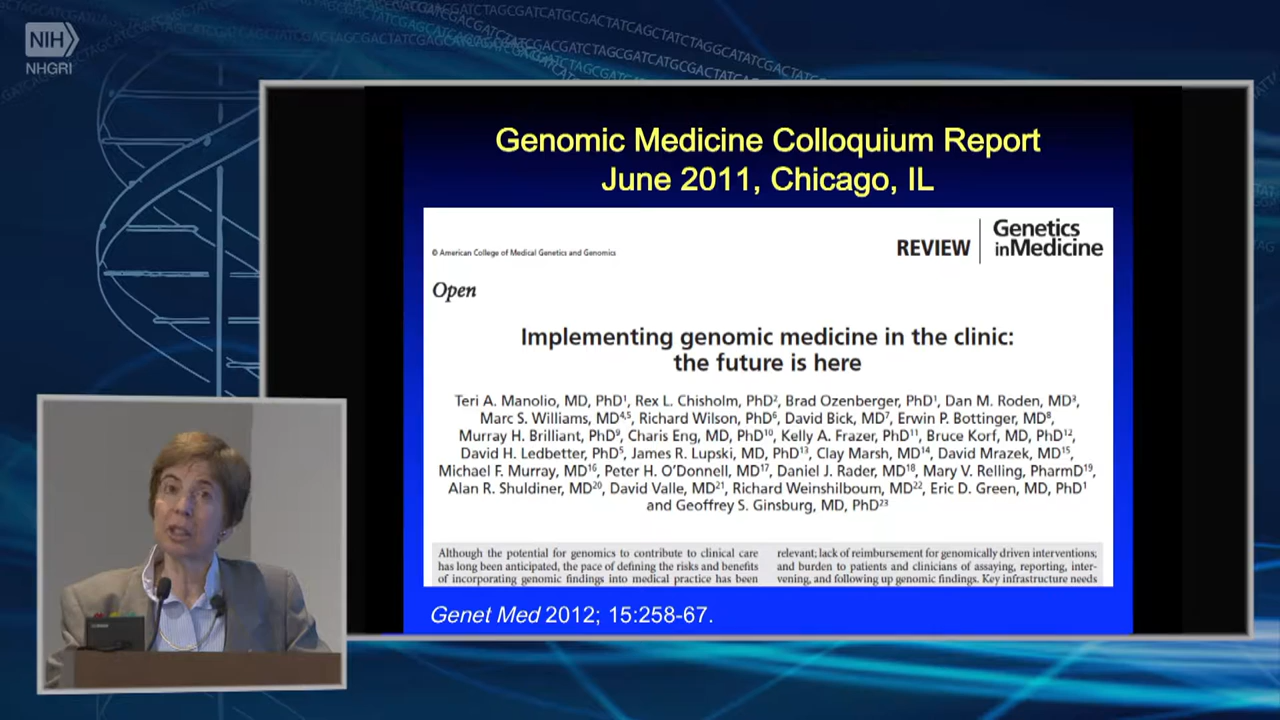 NIH
NHGRI
Genomic Medicine Colloquium Report
June 2011, Chicago, IL
© American College of Medical Genetics and Genomics
REVIEW
Genetics
inMedicine
Open
Implementing genomic medicine in the clinic:
the future is here
Teri A. Manolio, MD, PhD¹, Rex L. Chisholm, PhD², Brad Ozenberger, PhD¹, Dan M. Roden, MD³,
Marc S. Williams, MD⁴,⁵, Richard Wilson, PhD⁶, David Bick, MD⁷, Erwin P. Bottinger, MD⁸,
Murray H. Brilliant, PhD⁹, Charis Eng, MD, PhD¹⁰, Kelly A. Frazer, PhD¹¹, Bruce Korf, MD, PhD¹²,
David H. Ledbetter, PhD⁵, James R. Lupski, MD, PhD¹³, Clay Marsh, MD¹⁴, David Mrazek, MD¹⁵,
Michael F. Murray, MD¹⁶, Peter H. O'Donnell, MD¹⁷, Daniel J. Rader, MD¹⁸, Mary V. Relling, PharmD¹⁹,
Alan R. Shuldiner, MD²⁰, David Valle, MD²¹, Richard Weinshilboum, MD²², Eric D. Green, MD, PhD¹
and Geoffrey S. Ginsburg, MD, PhD²³
Although the potential for genomics to contribute to clinical care
has long been anticipated, the pace of defining the risks and benefits
of incorporating genomic findings into medical practice has been
relevant; lack of reimbursement for genomically driven interventions;
and burden to patients and clinicians of assaying, reporting, inter-
vening, and following up genomic findings. Key infrastructure needs
Genet Med 2012; 15:258-67.